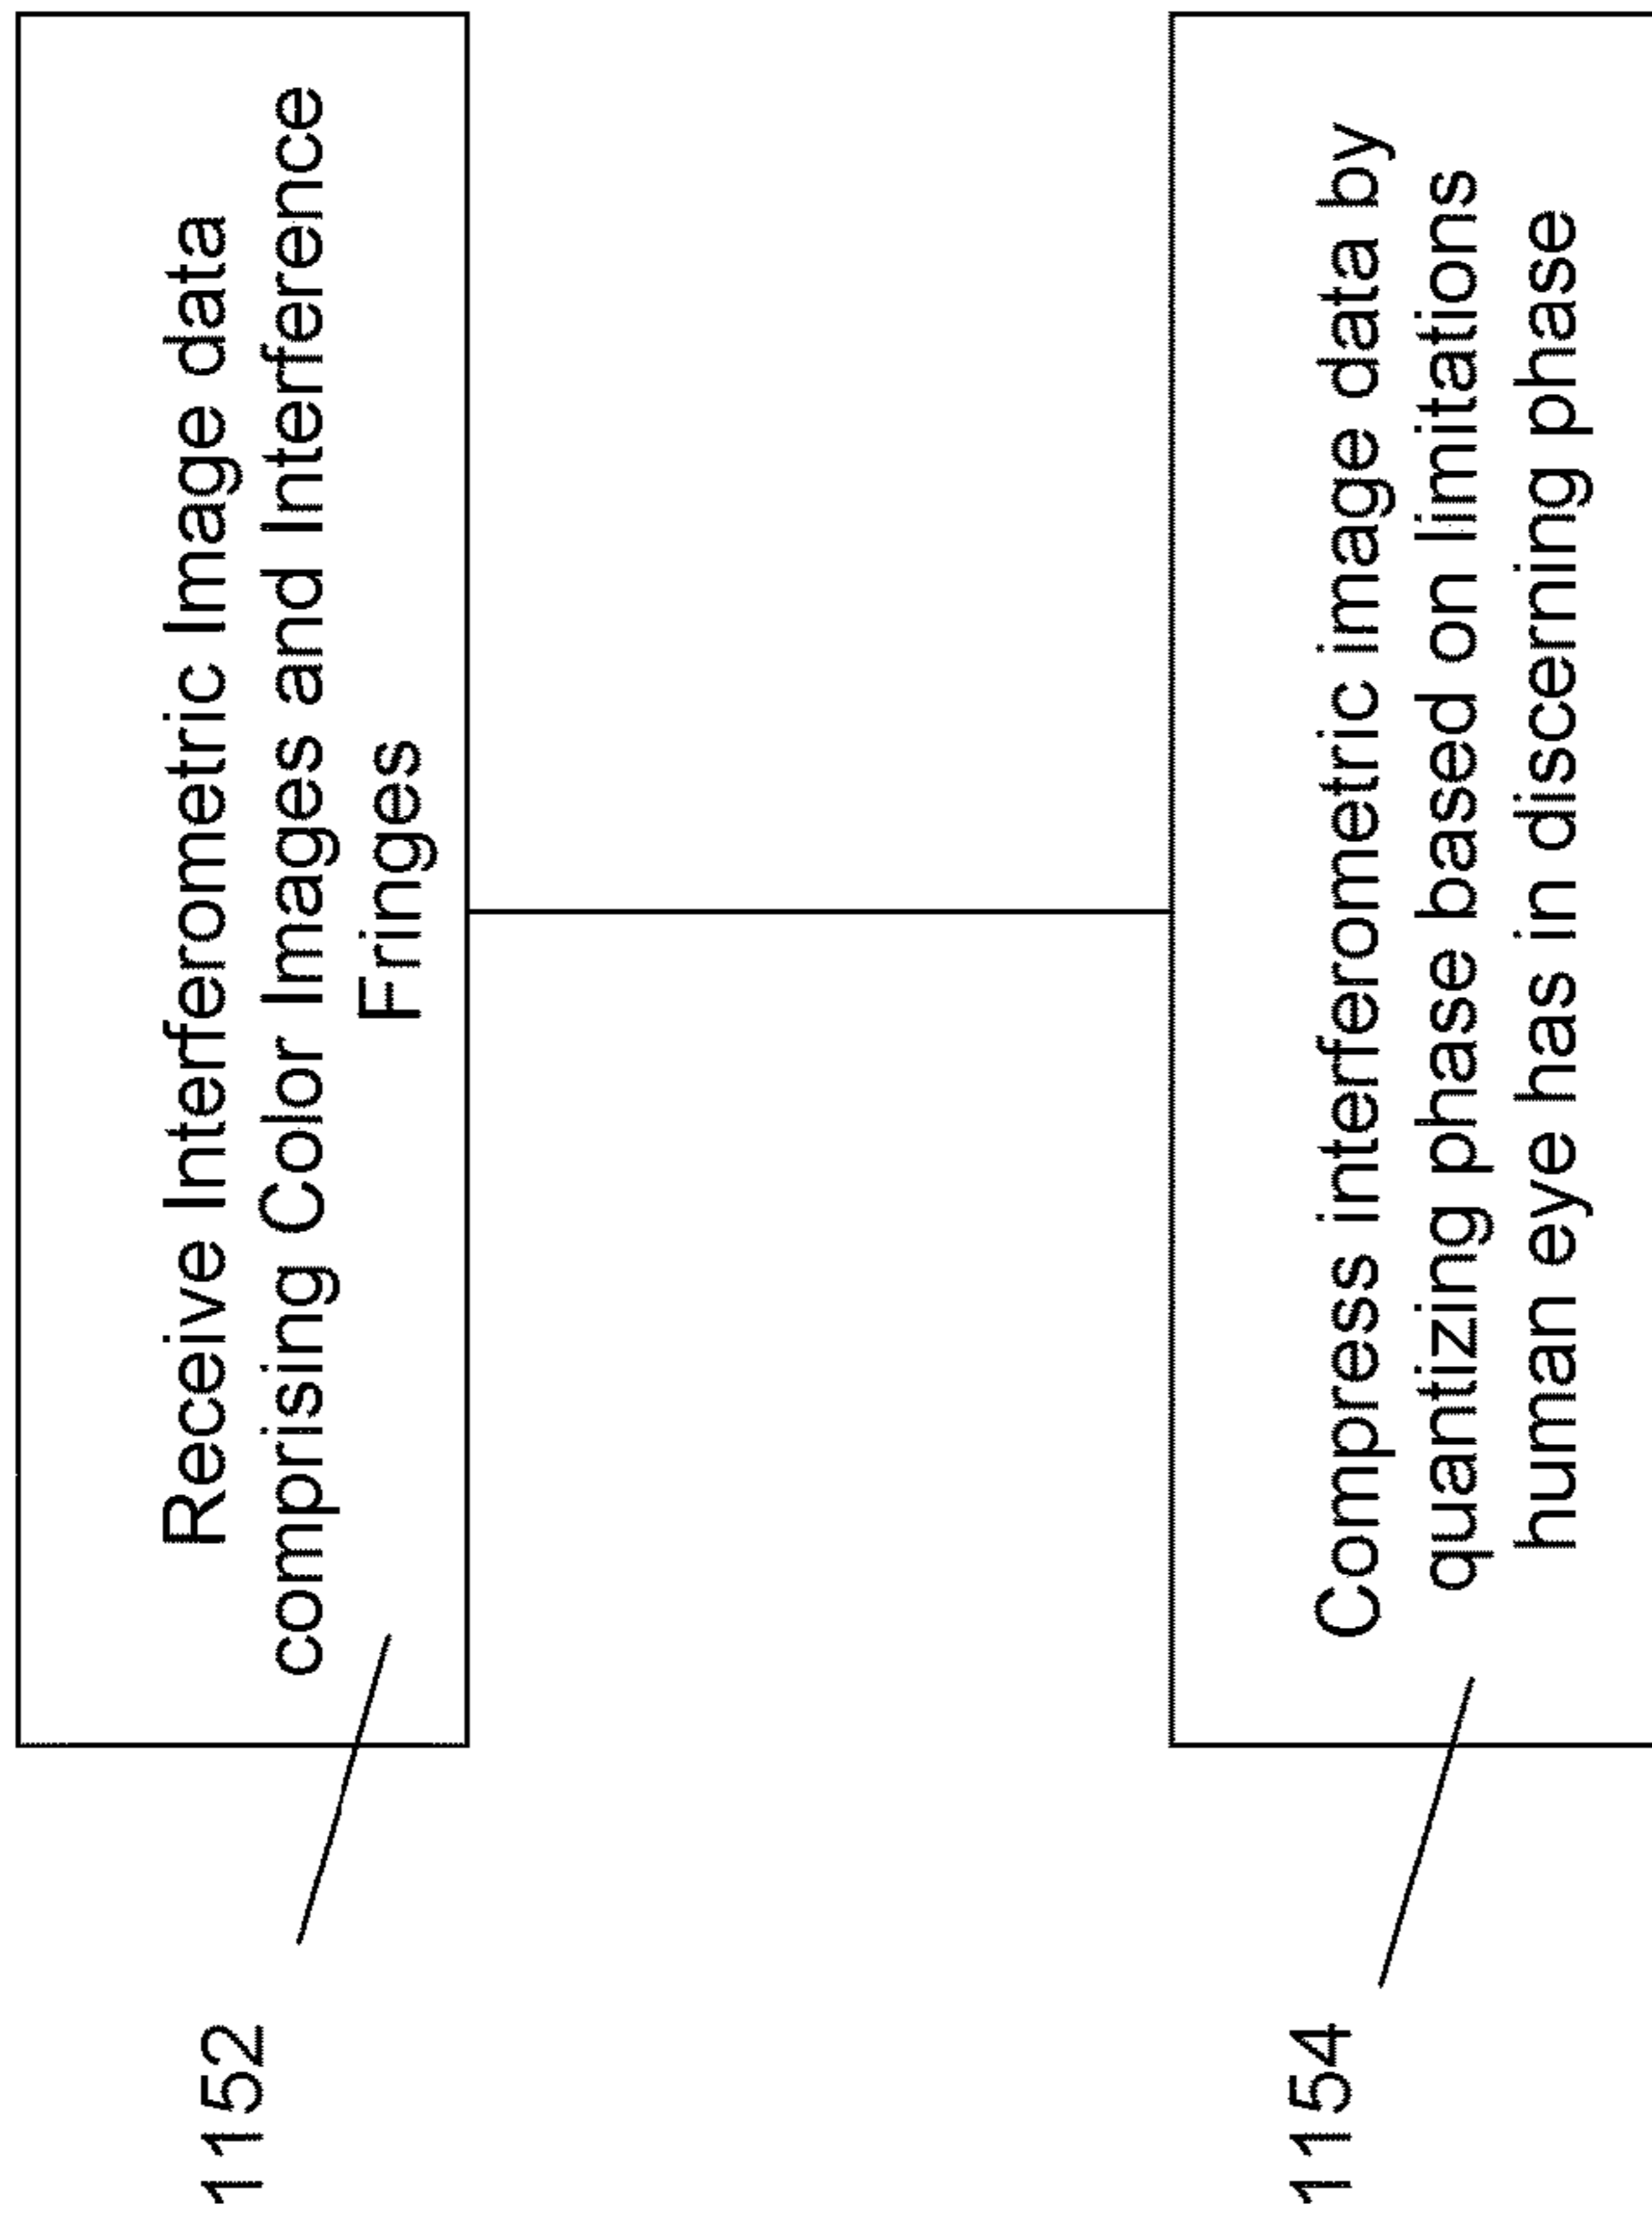 1152
Receive Interferometric Image data
comprising Color Images and Interference
Fringes
1154
Compress interferometric image data by
quantizing phase based on limitations
human eye has in discerning phase